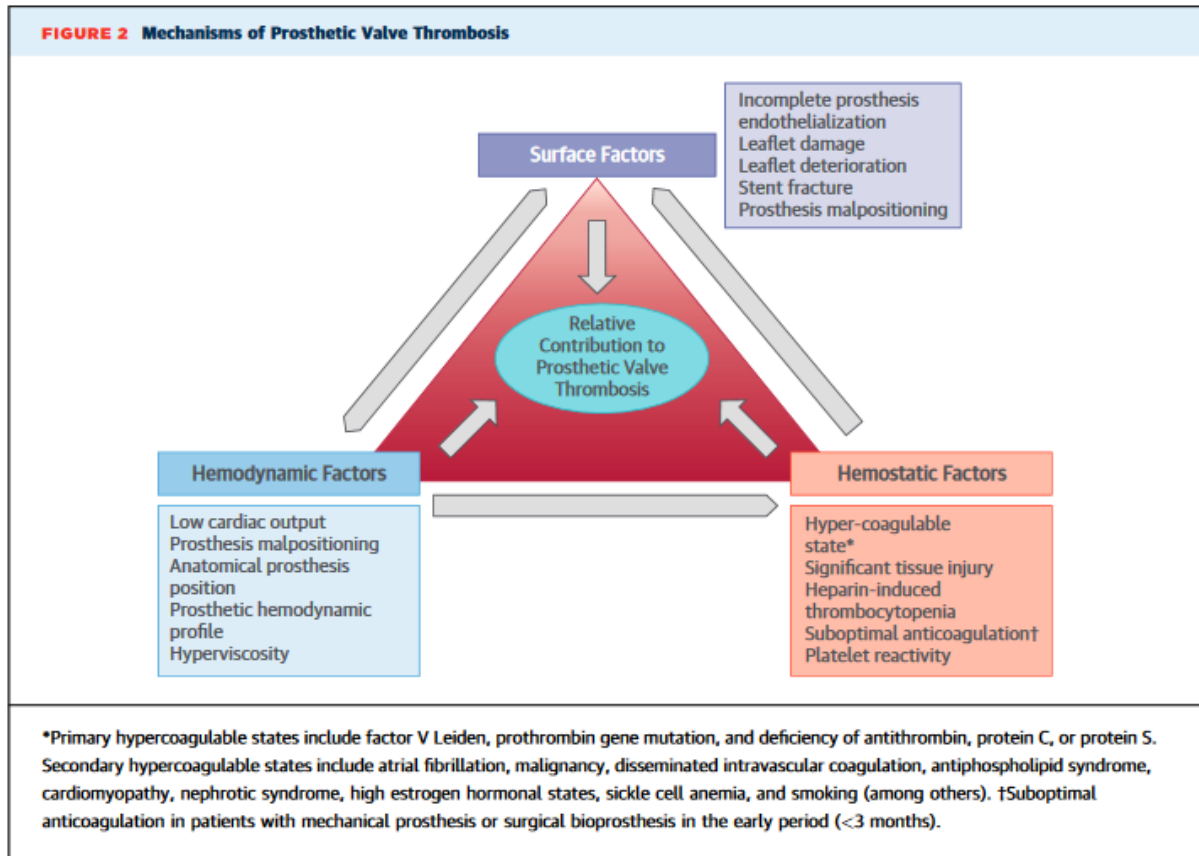 FIGURE 2 Mechanisms of Prosthetic Valve Thrombosis
Surface Factors
Incomplete prosthesis
endothelialization
Leaflet damage
Leaflet deterioration
Stent fracture
Prosthesis malpositioning
Relative
Contribution to
Prosthetic Valve
Thrombosis
Hemodynamic Factors
Low cardiac output
Prosthesis malpositioning
Anatomical prosthesis
position
Prosthetic hemodynamic
profile
Hyperviscosity
Hemostatic Factors
Hyper-coagulable
state*
Significant tissue injury
Heparin-induced
thrombocytopenia
Suboptimal anticoagulation†
Platelet reactivity
*Primary hypercoagulable states include factor V Leiden, prothrombin gene mutation, and deficiency of antithrombin, protein C, or protein S.
Secondary hypercoagulable states include atrial fibrillation, malignancy, disseminated intravascular coagulation, antiphospholipid syndrome,
cardiomyopathy, nephrotic syndrome, high estrogen hormonal states, sickle cell anemia, and smoking (among others). †Suboptimal
anticoagulation in patients with mechanical prosthesis or surgical bioprosthesis in the early period (<3 months).